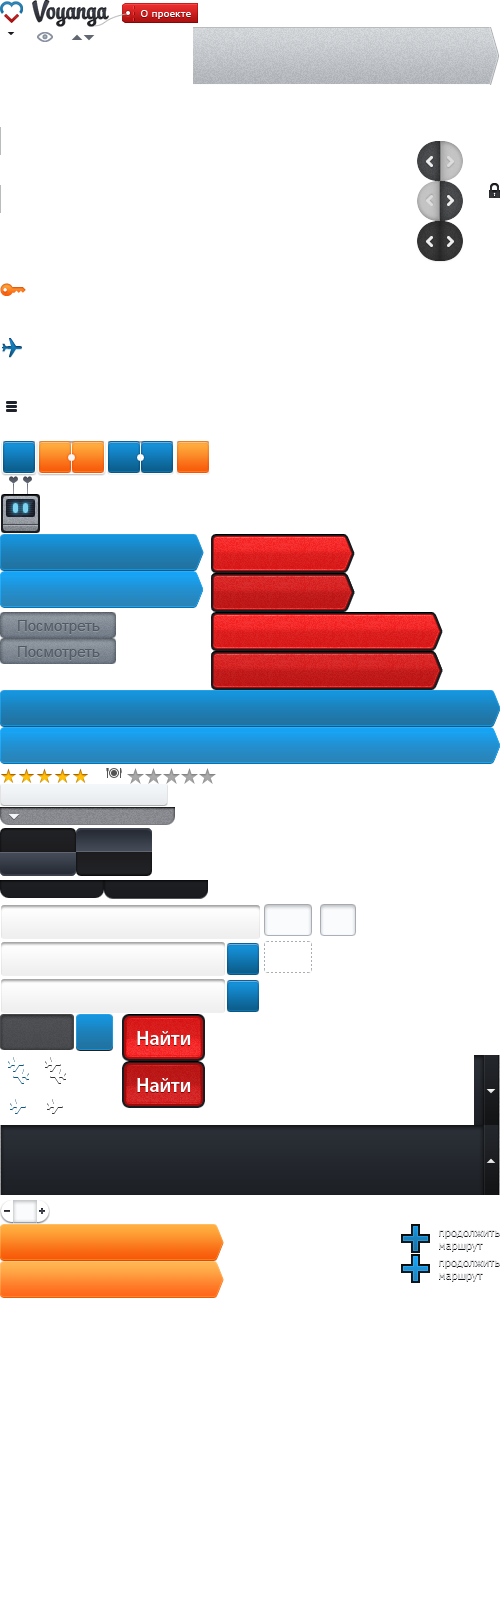 Voyanga
О проекте
Посмотреть
Посмотреть
Найти
Найти
продолжить
маршрут
продолжить
маршрут